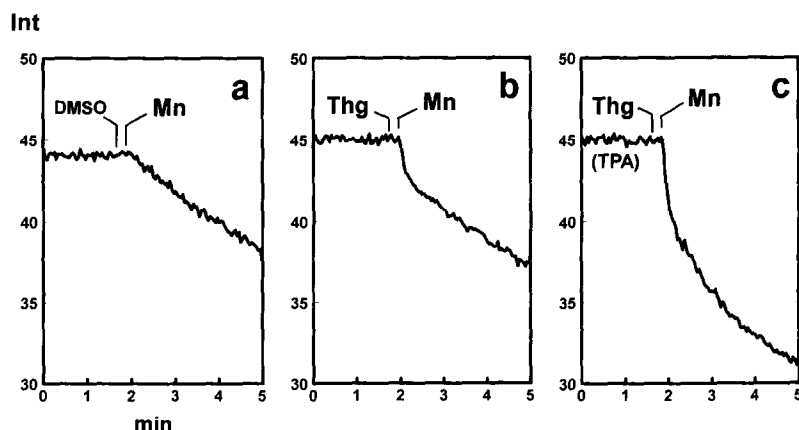 Int
50 50 50
a b c
DMSO Mn Thg Mn Thg Mn
45 45 45
(TPA)
40 40 40
35 35 35
30 30 30
0 1 2 3 4 5 0 1 2 3 4 5 0 1 2 3 4 5
min